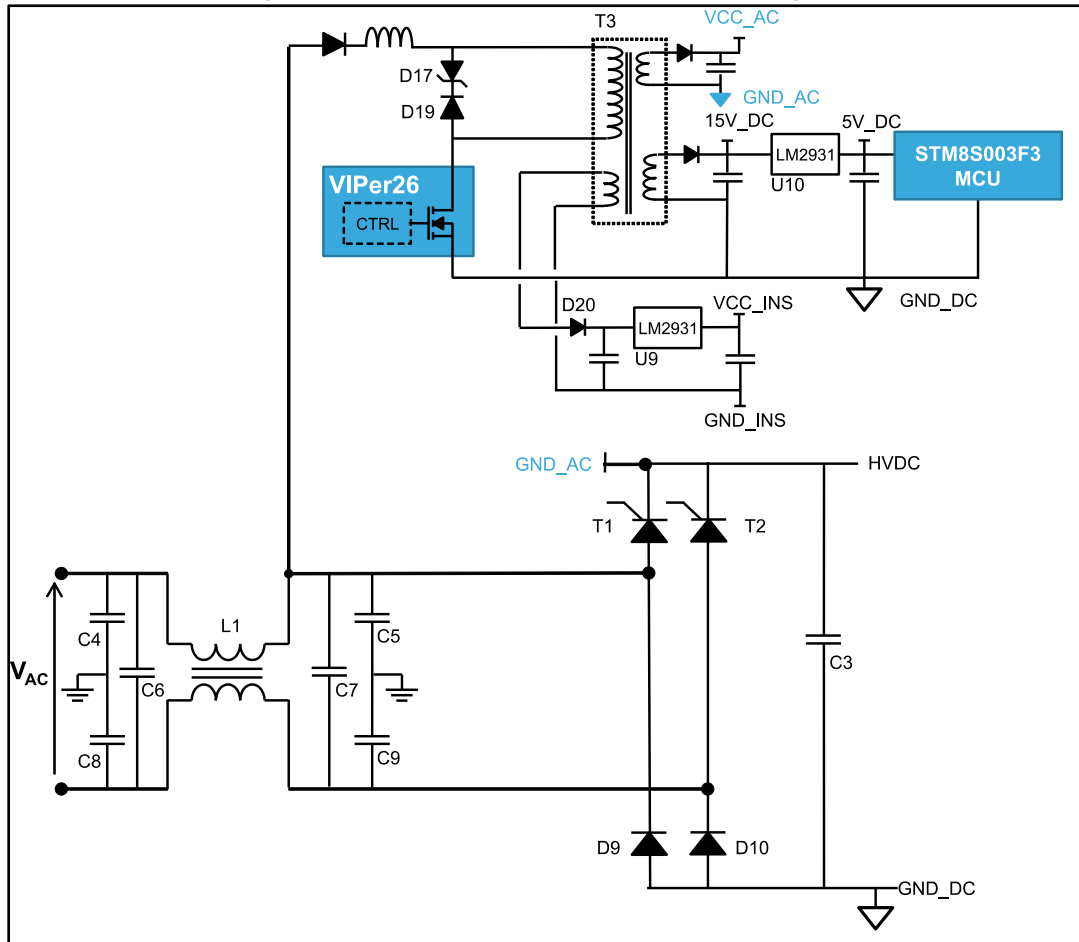 T3
VCC_AC
D17
D19
GND_AC
15V_DC
5V_DC
LM2931
U10
STM8S003F3
MCU
VIPer26
CTRL
GND_DC
D20
VCC_INS
LM2931
U9
GND_INS
GND_AC
HVDC
T1
T2
C4
L1
C5
VAC
C6
C7
C3
C8
C9
D9
D10
GND_DC